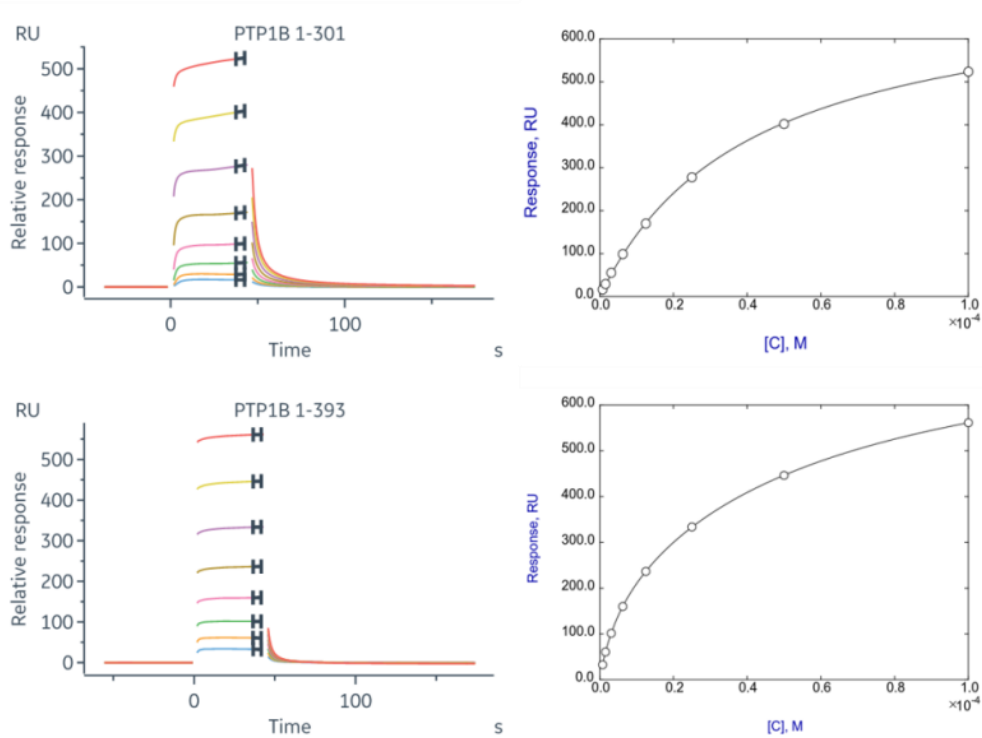 RU PTP1B 1-301
Relative response
500
400
300
200
100
0
0 100
Time s
Response, RU
600.0
500.0
400.0
300.0
200.0
100.0
0.0
0.0 0.2 0.4 0.6 0.8 1.0
×10-4
[C], M
RU PTP1B 1-393
Relative response
500
400
300
200
100
0
0 100
Time s
Response, RU
600.0
500.0
400.0
300.0
200.0
100.0
0.0
0.0 0.2 0.4 0.6 0.8 1.0
×10-4
[C], M